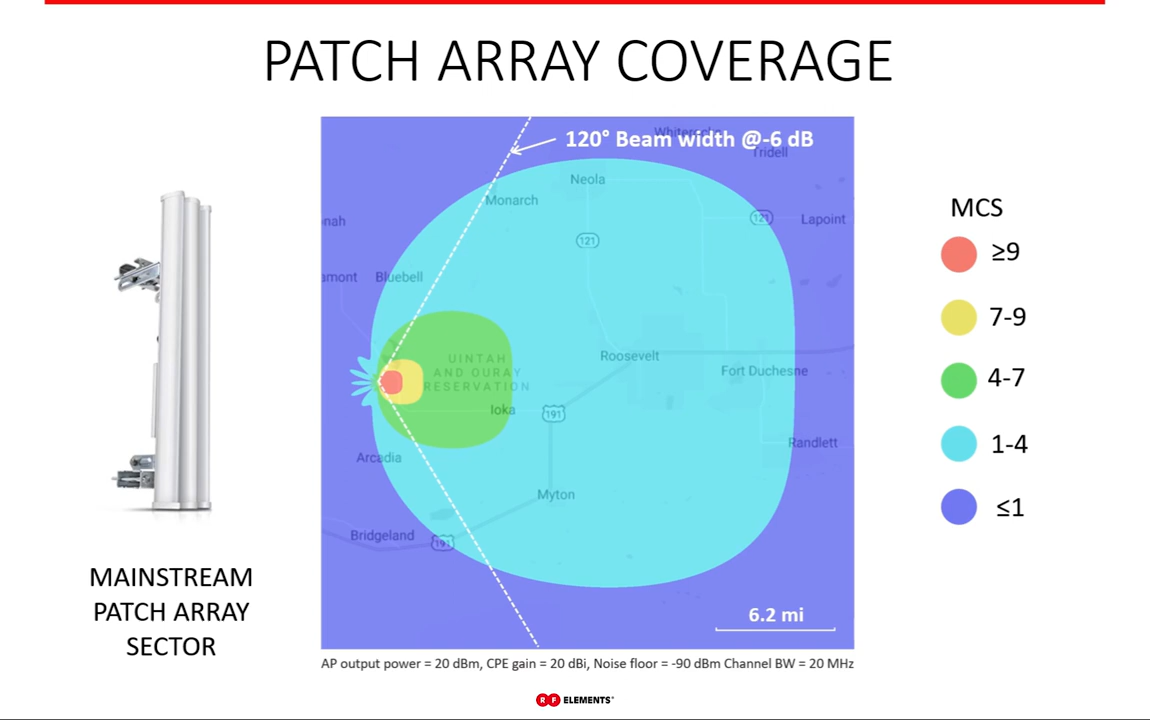 PATCH ARRAY COVERAGE
120° Beam width @-6 dB
Whiterocks
Tridell
Neola
Monarch
121
Lapoint
nah
121
amont
Bluebell
Roosevelt
UINTAH
AND OURAY
RESERVATION
Fort Duchesne
Ioka
191
Randlett
Arcadia
Myton
Bridgeland
191
6.2 mi
AP output power = 20 dBm, CPE gain = 20 dBi, Noise floor = -90 dBm Channel BW = 20 MHz
MAINSTREAM
PATCH ARRAY
SECTOR
MCS
≥9
7-9
4-7
1-4
≤1
RF ELEMENTS